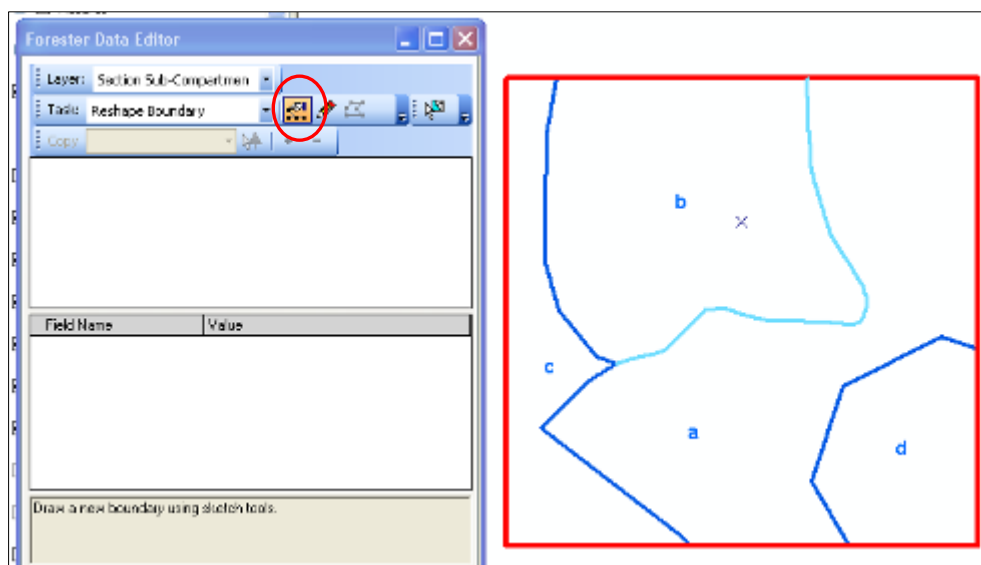 Forester Data Editor
Layer: Section Sub-Compartmen
Task: Reshape Boundary
Copy
Field Name Value
Draw a new boundary using sketch tools.
b
c
a
d